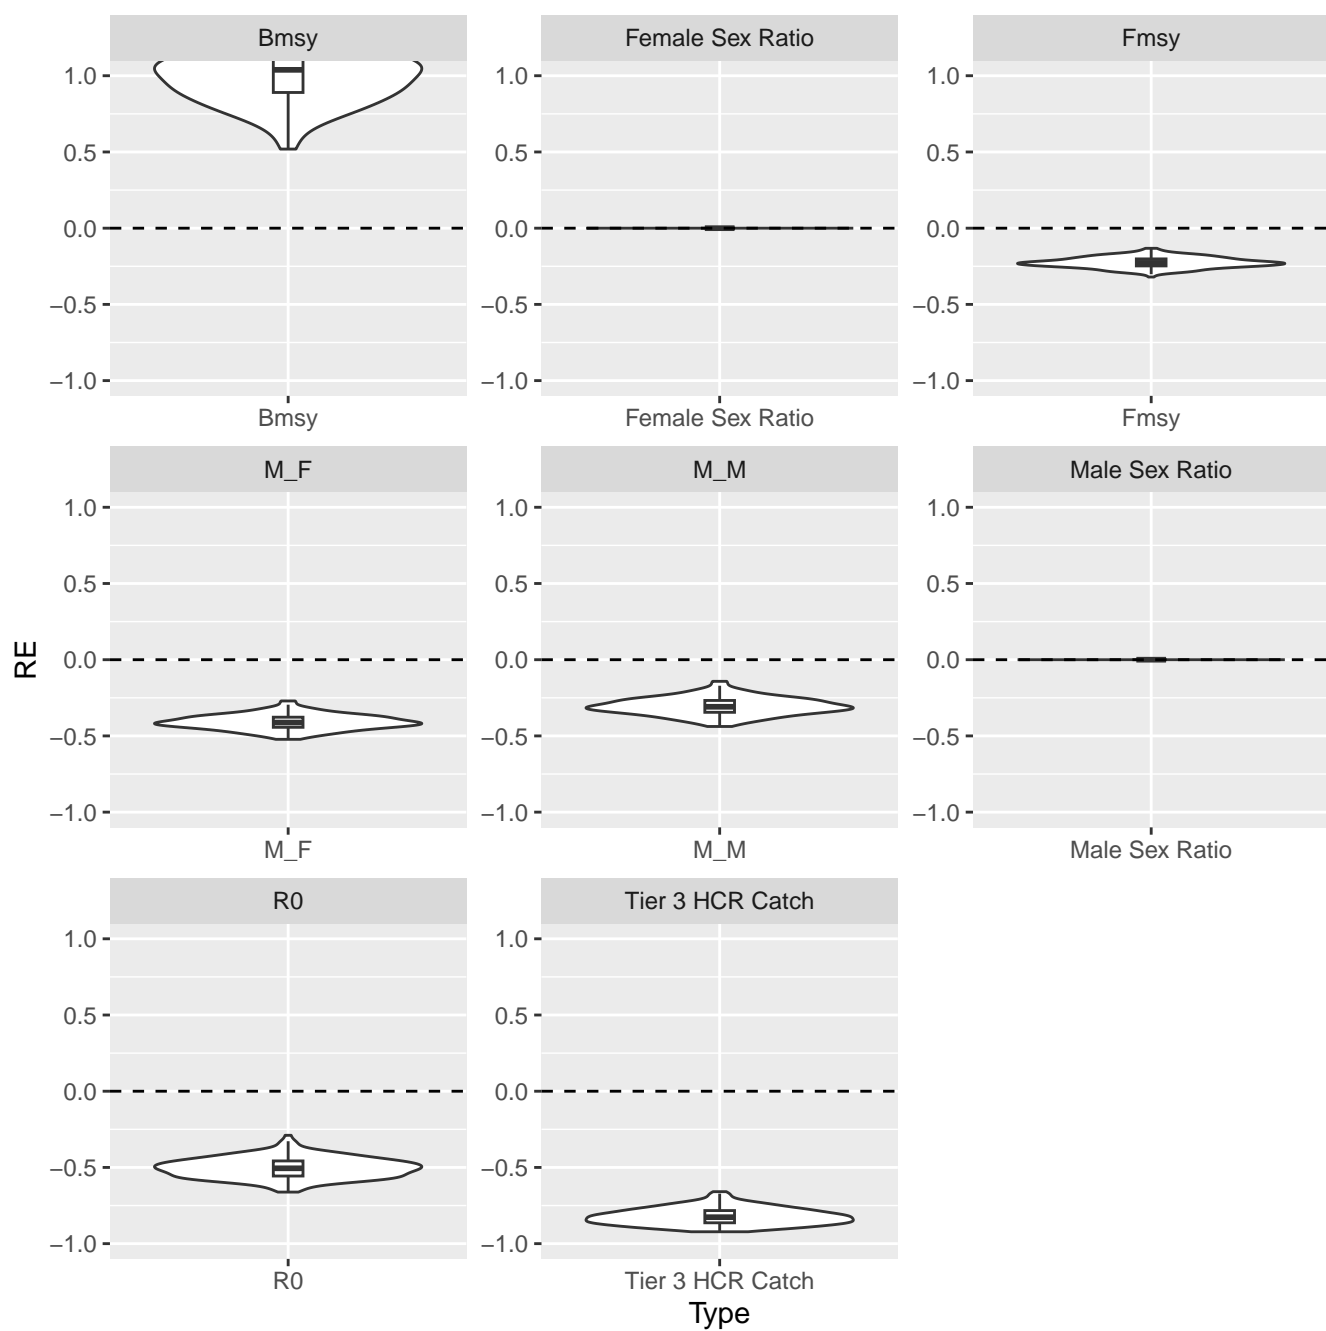 Bmsy Female Sex Ratio Fmsy
1.0 1.0 1.0
0.5 0.5 0.5
0.0 0.0 0.0
−0.5 −0.5 −0.5
−1.0 −1.0 −1.0
Bmsy Female Sex Ratio Fmsy
M_F M_M Male Sex Ratio
1.0 1.0 1.0
0.5 0.5 0.5
RE
0.0 0.0 0.0
−0.5 −0.5 −0.5
−1.0 −1.0 −1.0
M_F M_M Male Sex Ratio
R0 Tier 3 HCR Catch
1.0 1.0
0.5 0.5
0.0 0.0
−0.5 −0.5
−1.0 −1.0
R0 Tier 3 HCR Catch
Type